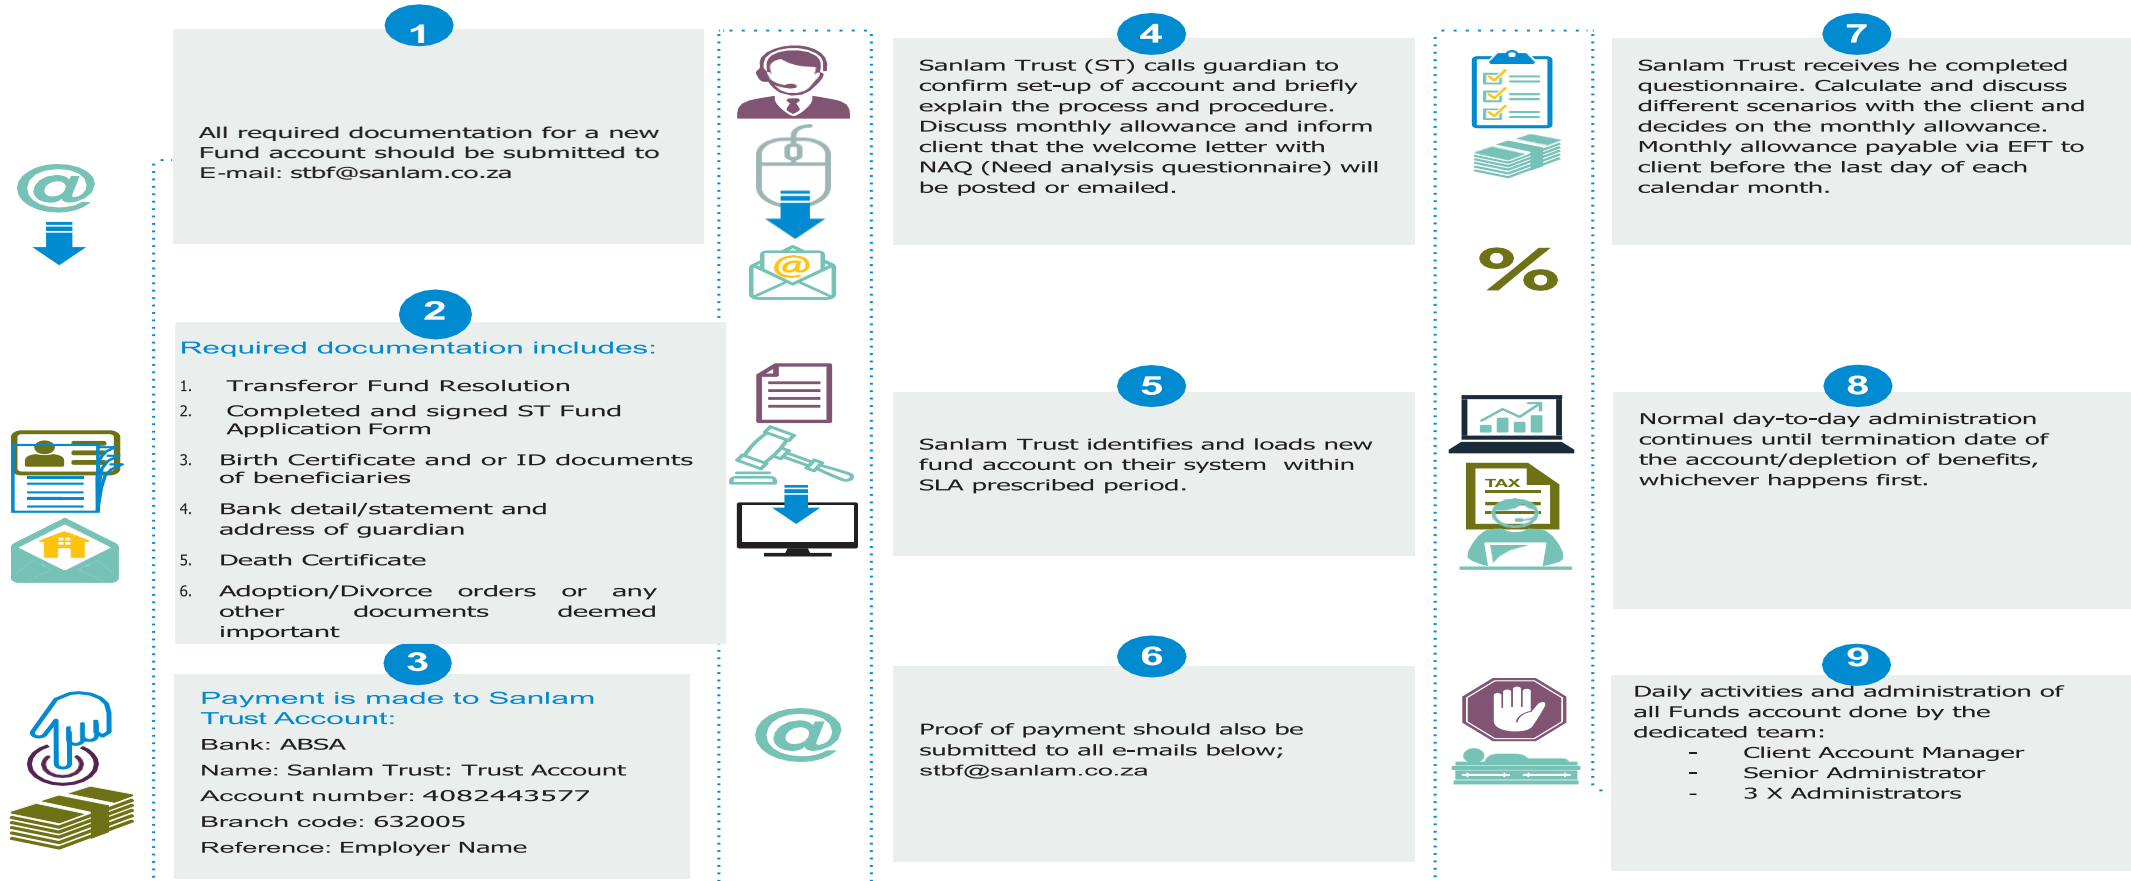 1
All required documentation for a new
Fund account should be submitted to
E-mail: stbf@sanlam.co.za
2
Required documentation includes:
1. Transferor Fund Resolution
2. Completed and signed ST Fund
Application Form
3. Birth Certificate and or ID documents
of beneficiaries
4. Bank detail/statement and
address of guardian
5. Death Certificate
6. Adoption/Divorce orders or any
other documents deemed
important
3
Payment is made to Sanlam
Trust Account:
Bank: ABSA
Name: Sanlam Trust: Trust Account
Account number: 4082443577
Branch code: 632005
Reference: Employer Name
@
@
4
Sanlam Trust (ST) calls guardian to
confirm set-up of account and briefly
explain the process and procedure.
Discuss monthly allowance and inform
client that the welcome letter with
NAQ (Need analysis questionnaire) will
be posted or emailed.
5
Sanlam Trust identifies and loads new
fund account on their system within
SLA prescribed period.
@
6
Proof of payment should also be
submitted to all e-mails below;
stbf@sanlam.co.za
7
Sanlam Trust receives he completed
questionnaire. Calculate and discuss
different scenarios with the client and
decides on the monthly allowance.
Monthly allowance payable via EFT to
client before the last day of each
calendar month.
%
8
TAX
Normal day-to-day administration
continues until termination date of
the account/depletion of benefits,
whichever happens first.
9
Daily activities and administration of
all Funds account done by the
dedicated team:
- Client Account Manager
- Senior Administrator
- 3 X Administrators